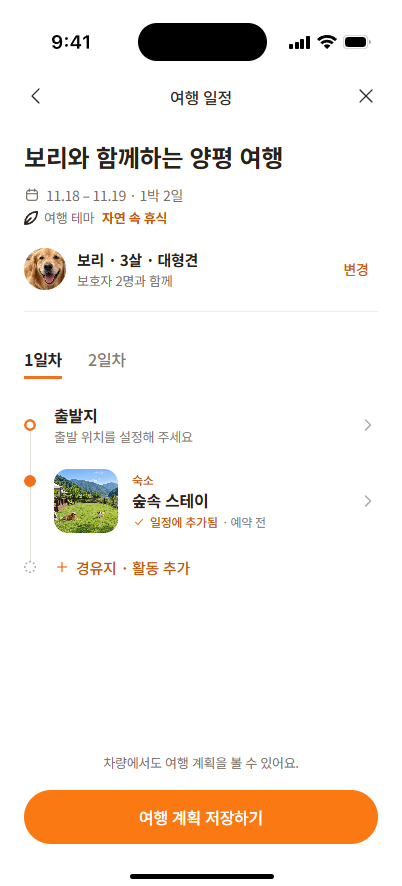 9:41
여행 일정
보리와 함께하는 양평 여행
11.18 – 11.19 · 1박 2일
여행 테마 자연 속 휴식
보리 · 3살 · 대형견
보호자 2명과 함께
변경
1일차 2일차
출발지
출발 위치를 설정해 주세요
숙소
숲속 스테이
✓ 일정에 추가됨 · 예약 전
+ 경유지 · 활동 추가
차량에서도 여행 계획을 볼 수 있어요.
여행 계획 저장하기